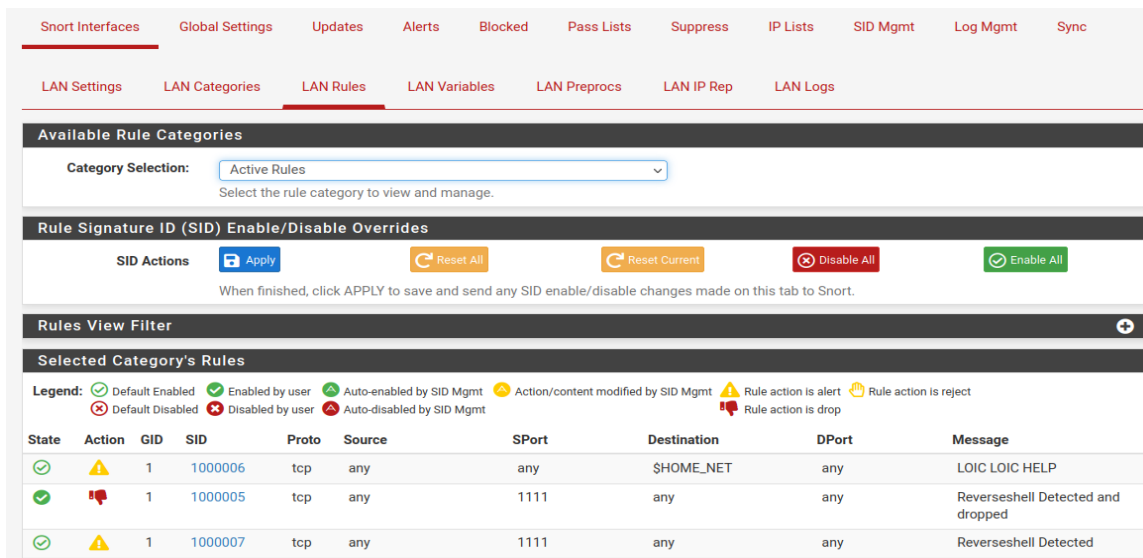 Snort Interfaces Global Settings Updates Alerts Blocked Pass Lists Suppress IP Lists SID Mgmt Log Mgmt Sync
LAN Settings LAN Categories LAN Rules LAN Variables LAN Preprocs LAN IP Rep LAN Logs
Available Rule Categories
Category Selection: Active Rules
Select the rule category to view and manage.
Rule Signature ID (SID) Enable/Disable Overrides
SID Actions Apply Reset All Reset Current Disable All Enable All
When finished, click APPLY to save and send any SID enable/disable changes made on this tab to Snort.
Rules View Filter
Selected Category's Rules
Legend: Default Enabled Enabled by user Auto-enabled by SID Mgmt Action/content modified by SID Mgmt Rule action is alert Rule action is reject
Default Disabled Disabled by user Auto-disabled by SID Mgmt Rule action is drop
State Action GID SID Proto Source SPort Destination DPort Message
1 1000006 tcp any any $HOME_NET any LOIC LOIC HELP
1 1000005 tcp any 1111 any any Reverseshell Detected and
dropped
1 1000007 tcp any 1111 any any Reverseshell Detected